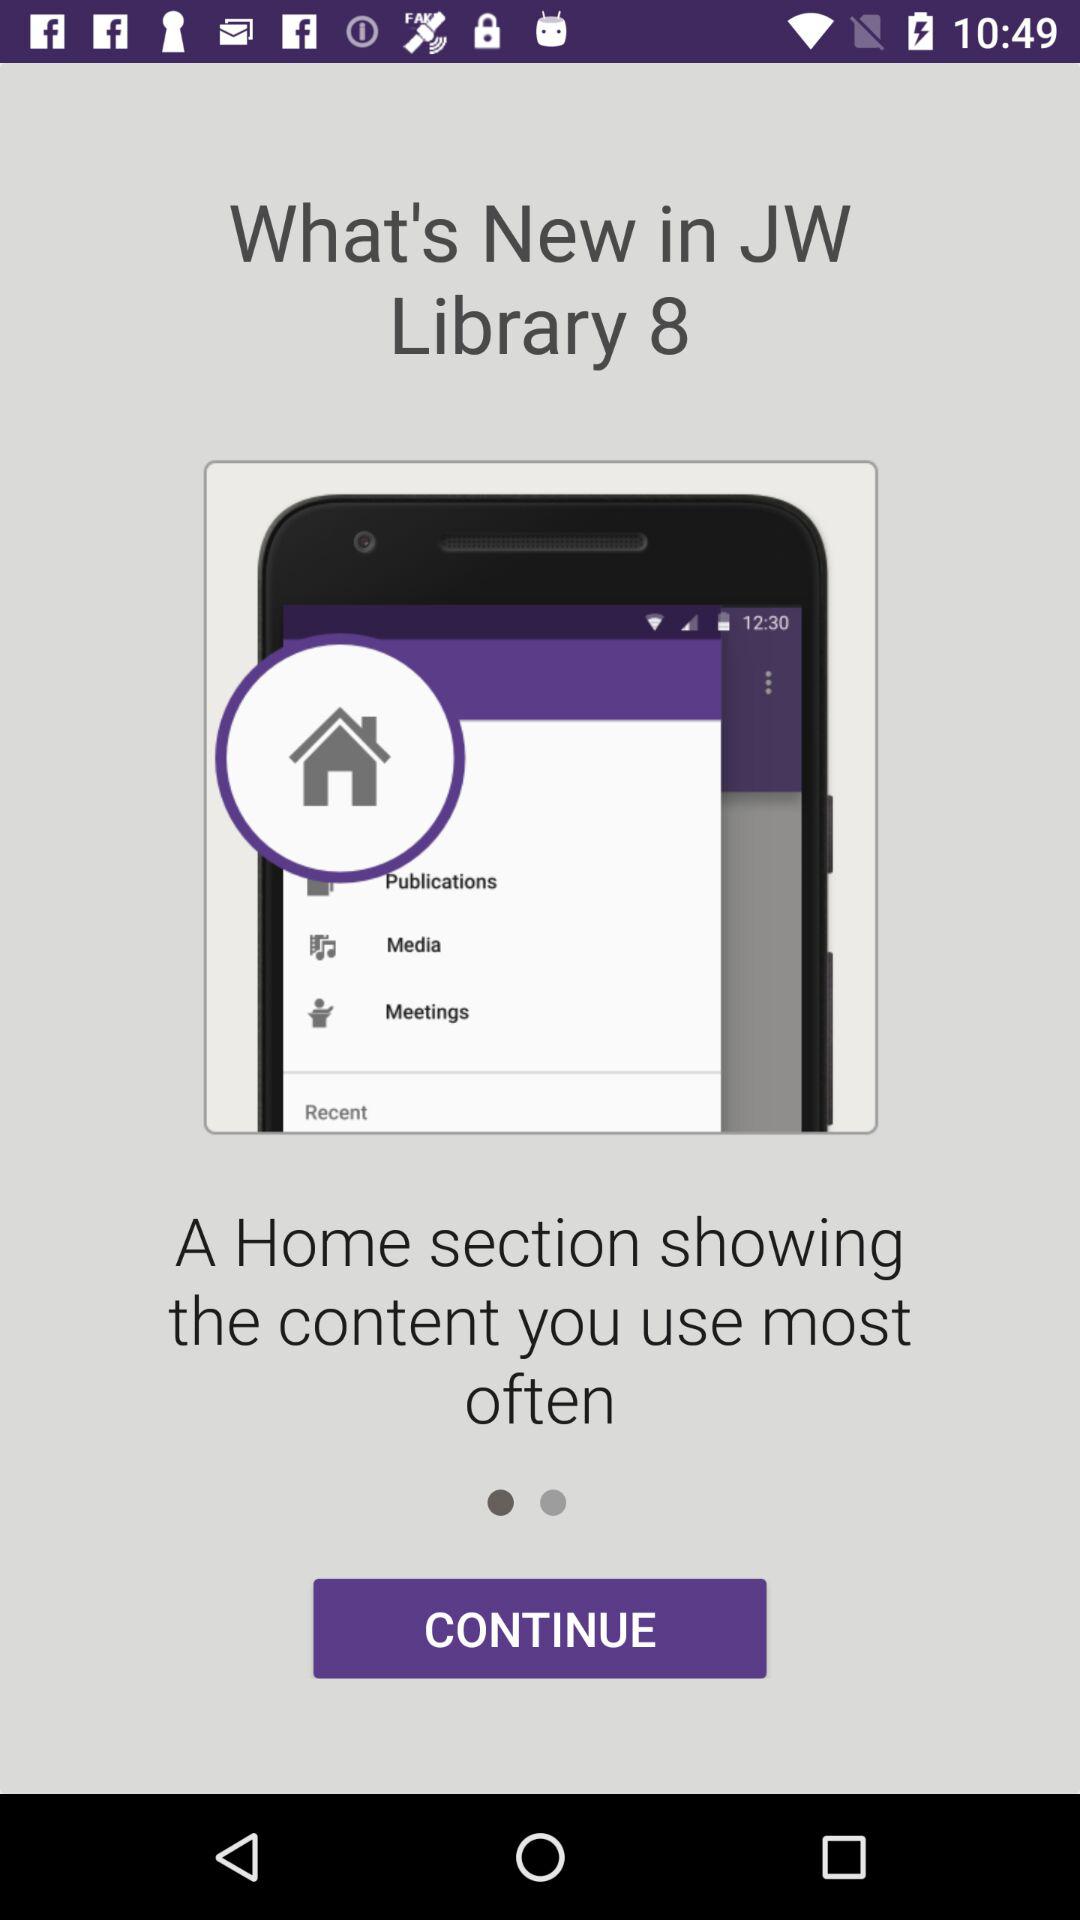 FAKE
10:49
What's New in JW
Library 8
12:30
Publications
Media
Meetings
Recent
A Home section showing
the content you use most
often
CONTINUE